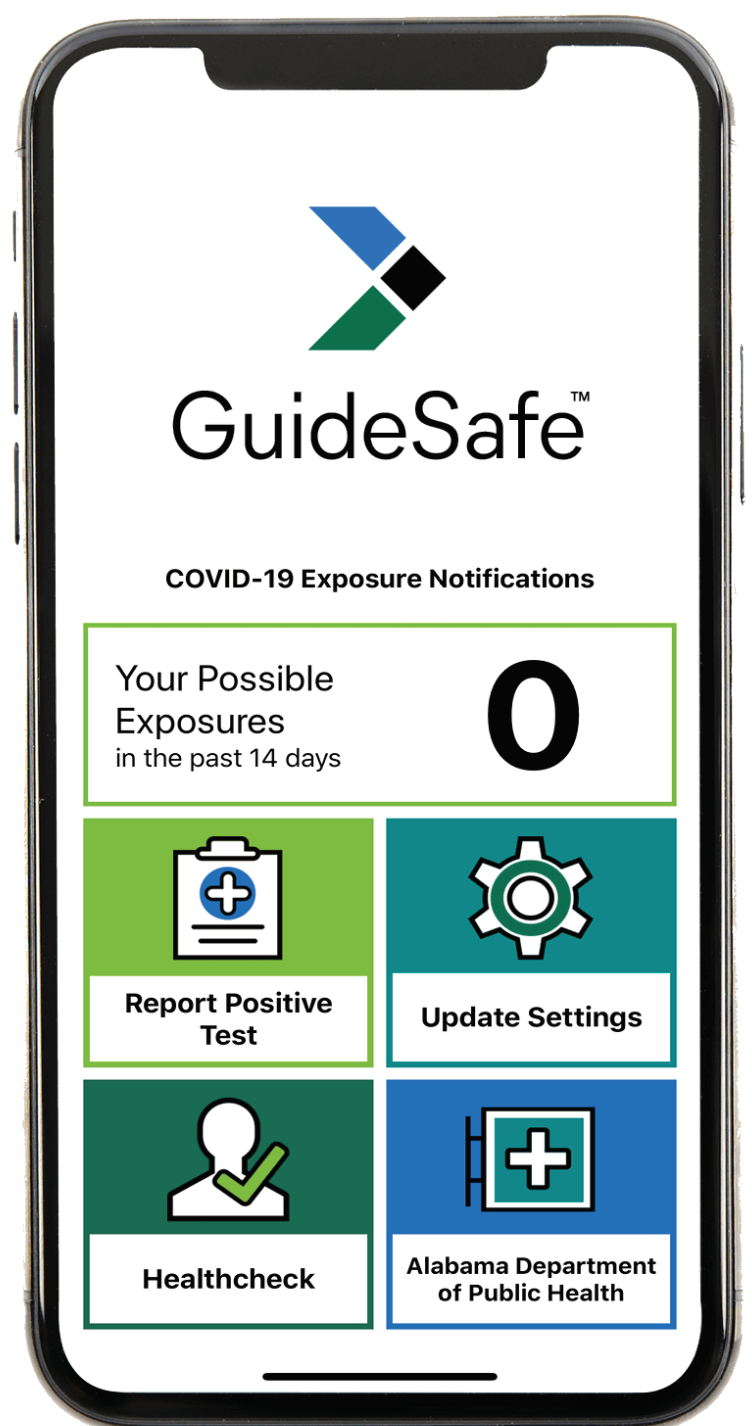 GuideSafe™
COVID-19 Exposure Notifications
Your Possible
Exposures
in the past 14 days
0
Report Positive
Test
Update Settings
Healthcheck
Alabama Department
of Public Health